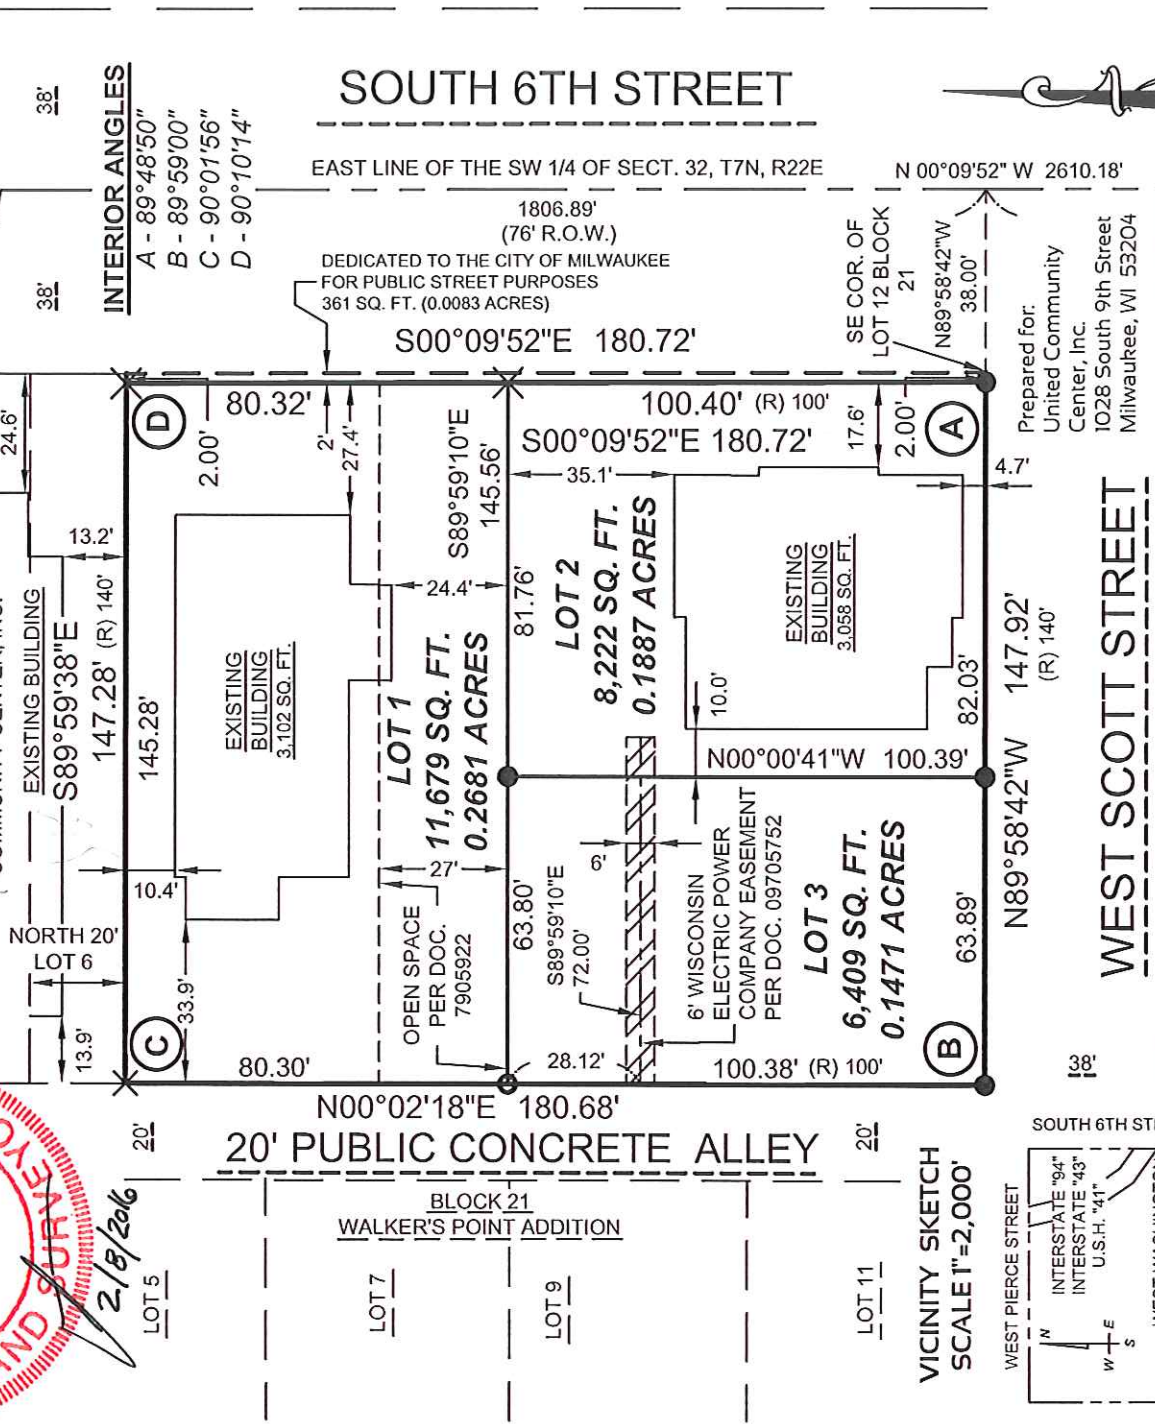 38'
38'
INTERIOR ANGLES
A - 89°48'50"
B - 89°59'00"
C - 90°01'56"
D - 90°10'14"
SOUTH 6TH STREET
EAST LINE OF THE SW 1/4 OF SECT. 32, T7N, R22E
N 00°09'52" W 2610.18'
1806.89'
(76' R.O.W.)
DEDICATED TO THE CITY OF MILWAUKEE
FOR PUBLIC STREET PURPOSES
361 SQ. FT. (0.0083 ACRES)
S00°09'52"E 180.72'
SE COR. OF
LOT 12 BLOCK
21
N89°58'42"W
38.00'
Prepared for:
United Community
Center, Inc.
1028 South 9th Street
Milwaukee, WI 53204
24.6'
D
2.00'
80.32'
2'
27.4'
S89°59'10"E
145.56'
100.40' (R) 100'
S00°09'52"E 180.72'
17.6'
2.00'
A
4.7'
35.1'
13.2'
EXISTING BUILDING
S89°59'38"E
147.28' (R) 140'
145.28'
EXISTING
BUILDING
3,102 SQ. FT.
24.4'
81.76'
LOT 1
11,679 SQ. FT.
0.2681 ACRES
LOT 2
8,222 SQ. FT.
0.1887 ACRES
EXISTING
BUILDING
3,058 SQ. FT.
10.0'
82.03'
147.92'
(R) 140'
N89°58'42"W
WEST SCOTT STREET
N00°00'41"W 100.39'
10.4'
27'
6'
NORTH 20'
LOT 6
33.9'
13.9'
C
OPEN SPACE
PER DOC.
7905922
63.80'
S89°59'10"E
72.00'
6' WISCONSIN
ELECTRIC POWER
COMPANY EASEMENT
PER DOC. 09705752
LOT 3
6,409 SQ. FT.
0.1471 ACRES
63.89'
B
38'
80.30'
28.12'
100.38' (R) 100'
N00°02'18"E 180.68'
20'
20' PUBLIC CONCRETE ALLEY
20'
BLOCK 21
WALKER'S POINT ADDITION
2/8/2016
LOT 5
LOT 7
LOT 9
LOT 11
VICINITY SKETCH
SCALE 1"=2,000'
SOUTH 6TH
WEST PIERCE STREET
INTERSTATE "94"
INTERSTATE "43"
U.S.H. "41"
N
W E
S